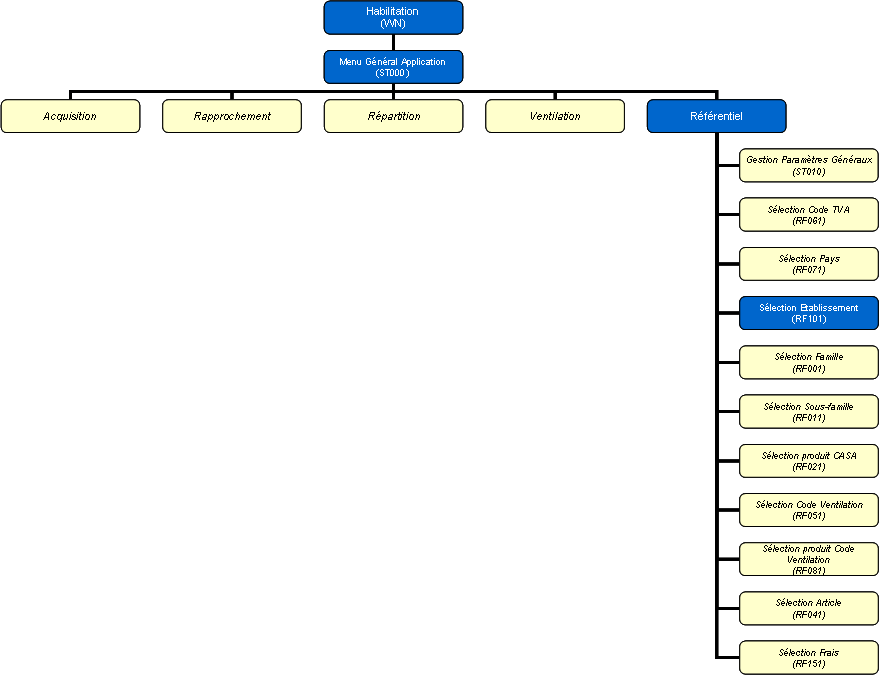 Habilitation
(VVN)
Menu Général Application
(ST000)
Acquisition
Rapprochement
Répartition
Ventilation
Référentiel
Gestion Paramètres Généraux
(ST010)
Sélection Code TVA
(RF061)
Sélection Pays
(RF071)
Sélection Etablissement
(RF101)
Sélection Famille
(RF001)
Sélection Sous-famille
(RF011)
Sélection produit CASA
(RF021)
Sélection Code Ventilation
(RF051)
Sélection produit Code
Ventilation
(RF081)
Sélection Article
(RF041)
Sélection Frais
(RF151)